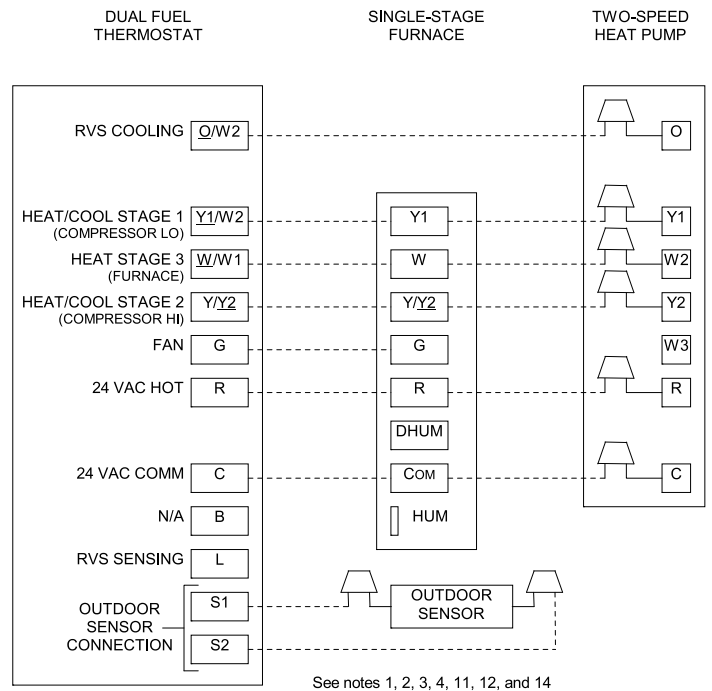 DUAL FUEL
THERMOSTAT
SINGLE-STAGE
FURNACE
TWO-SPEED
HEAT PUMP
RVS COOLING O/W2 O
HEAT/COOL STAGE 1 Y1/W2 Y1 Y1
(COMPRESSOR LO)
HEAT STAGE 3 W/W1 W W2
(FURNACE)
HEAT/COOL STAGE 2 Y/Y2 Y/Y2 Y2
(COMPRESSOR HI)
FAN G G W3
24 VAC HOT R R R
DHUM
24 VAC COMM C COM C
N/A B HUM
RVS SENSING L
OUTDOOR
SENSOR
CONNECTION
S1
S2
OUTDOOR
SENSOR
See notes 1, 2, 3, 4, 11, 12, and 14